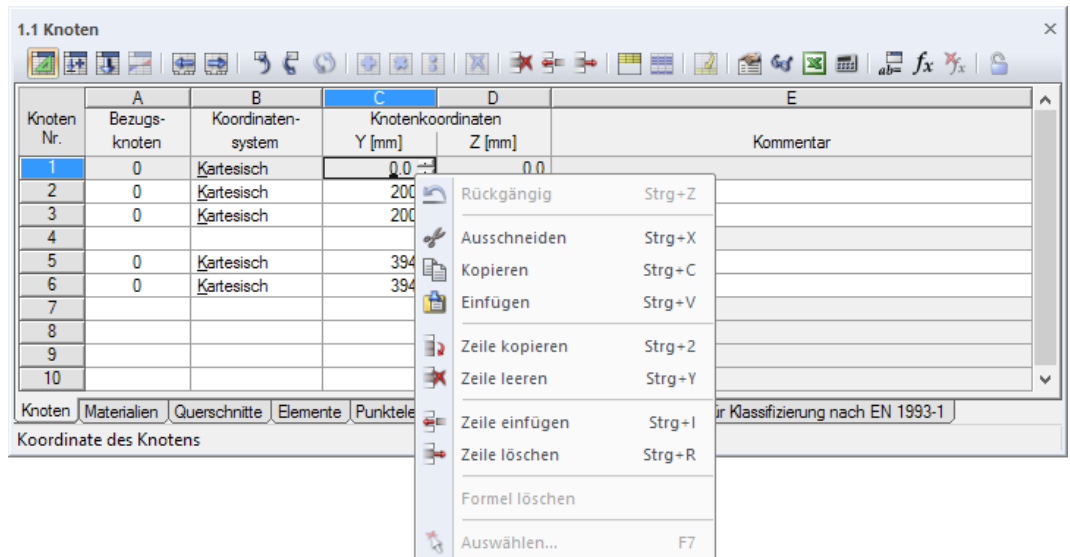 1.1 Knoten
A B C D E
Knoten Nr. Bezugs- knoten Koordinaten- system Knotenkoordinaten Y [mm] Z [mm] Kommentar
1 0 Kartesisch 0.0 0.0
2 0 Kartesisch 200
3 0 Kartesisch 200
4
5 0 Kartesisch 394
6 0 Kartesisch 394
7
8
9
10
Rückgängig Strg+Z
Ausschneiden Strg+X
Kopieren Strg+C
Einfügen Strg+V
Zeile kopieren Strg+2
Zeile leeren Strg+Y
Zeile einfügen Strg+I
Zeile löschen Strg+R
Formel löschen
Auswählen... F7
Knoten Materialien Querschnitte Elemente Punktele ür Klassifizierung nach EN 1993-1
Koordinate des Knotens